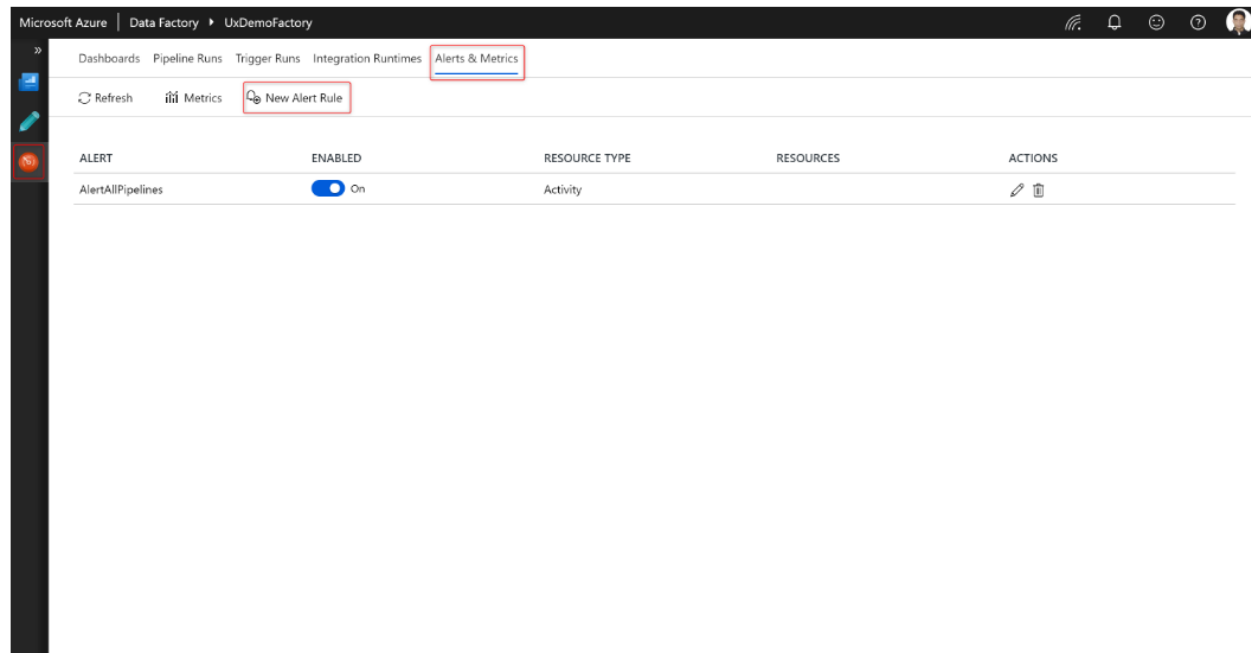 Microsoft Azure | Data Factory ▸ UxDemoFactory
Dashboards Pipeline Runs Trigger Runs Integration Runtimes Alerts & Metrics
Refresh Metrics New Alert Rule
ALERT ENABLED RESOURCE TYPE RESOURCES ACTIONS
AlertAllPipelines On Activity